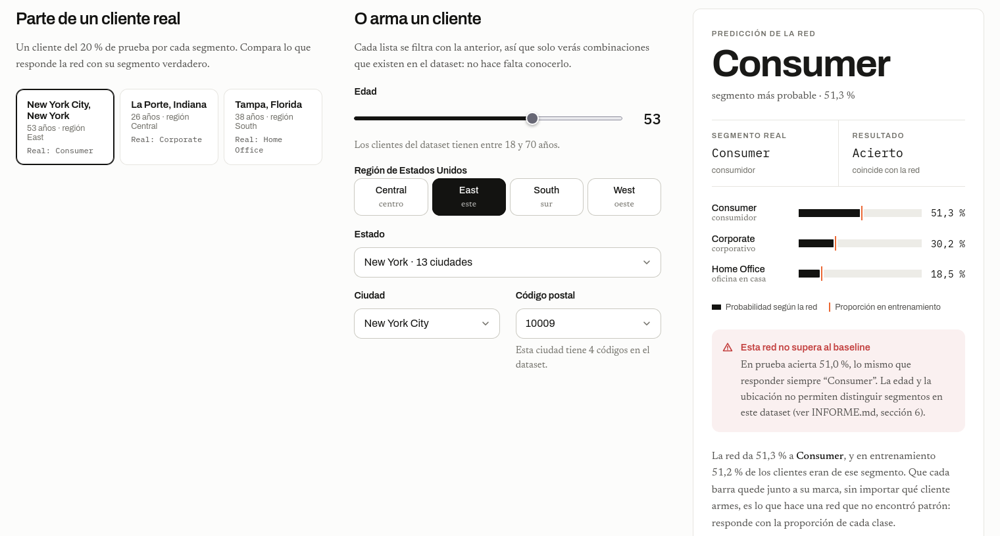 Parte de un cliente real
Un cliente del 20 % de prueba por cada segmento. Compara lo que
responde la red con su segmento verdadero.
New York City,
New York
53 años · región
East
Real: Consumer
La Porte, Indiana
26 años · región
Central
Real: Corporate
Tampa, Florida
38 años · región
South
Real: Home
Office
O arma un cliente
Cada lista se filtra con la anterior, así que solo verás combinaciones
que existen en el dataset: no hace falta conocerlo.
Edad
53
Los clientes del dataset tienen entre 18 y 70 años.
Región de Estados Unidos
Central
centro
East
este
South
sur
West
oeste
Estado
New York · 13 ciudades
Ciudad
New York City
Código postal
10009
Esta ciudad tiene 4 códigos en el
dataset.
PREDICCIÓN DE LA RED
Consumer
segmento más probable · 51,3 %
SEGMENTO REAL
Consumer
consumidor
RESULTADO
Acierto
coincide con la red
Consumer
consumidor
51,3 %
Corporate
corporativo
30,2 %
Home Office
oficina en casa
18,5 %
Probabilidad según la red
Proporción en entrenamiento
Esta red no supera al baseline
En prueba acierta 51,0 %, lo mismo que
responder siempre “Consumer”. La edad y la
ubicación no permiten distinguir segmentos en
este dataset (ver INFORME.md, sección 6).
La red da 51,3 % a Consumer, y en entrenamiento
51,2 % de los clientes eran de ese segmento. Que cada
barra quede junto a su marca, sin importar qué cliente
armes, es lo que hace una red que no encontró patrón:
responde con la proporción de cada clase.